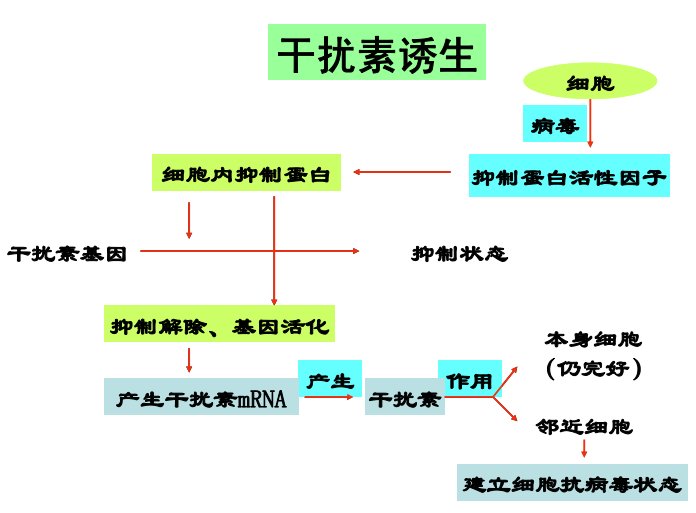 干扰素诱生
细胞
病毒
细胞内抑制蛋白
抑制蛋白活性因子
干扰素基因
抑制状态
抑制解除、基因活化
本身细胞
(仍完好)
产生
作用
产生干扰素mRNA
干扰素
邻近细胞
建立细胞抗病毒状态